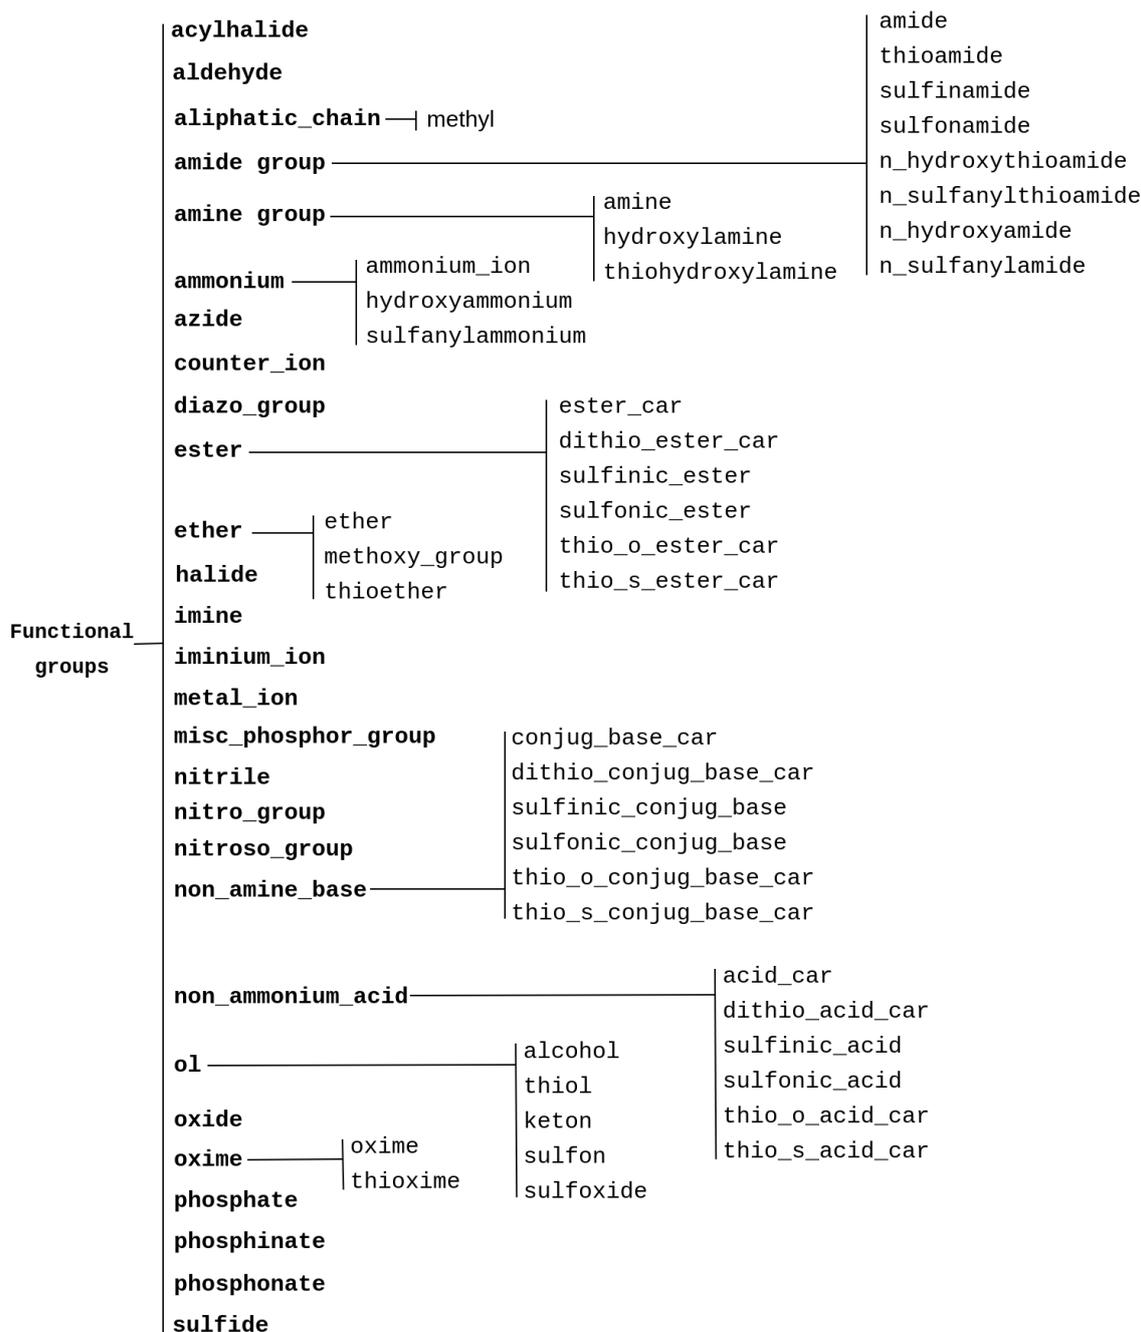 Functional
groups
acylhalide
aldehyde
aliphatic_chain
methyl
amide group
amide
thioamide
sulfinamide
sulfonamide
n_hydroxythioamide
n_sulfanylthioamide
n_hydroxyamide
n_sulfanylamide
amine group
amine
hydroxylamine
thiohydroxylamine
ammonium
ammonium_ion
hydroxyammonium
sulfanylammonium
azide
counter_ion
diazo_group
ester
ester_car
dithio_ester_car
sulfinic_ester
sulfonic_ester
thio_o_ester_car
thio_s_ester_car
ether
ether
methoxy_group
thioether
halide
imine
iminium_ion
metal_ion
misc_phosphor_group
nitrile
nitro_group
nitroso_group
non_amine_base
conjug_base_car
dithio_conjug_base_car
sulfinic_conjug_base
sulfonic_conjug_base
thio_o_conjug_base_car
thio_s_conjug_base_car
non_ammonium_acid
acid_car
dithio_acid_car
sulfinic_acid
sulfonic_acid
thio_o_acid_car
thio_s_acid_car
ol
alcohol
thiol
keton
sulfon
sulfoxide
oxide
oxime
oxime
thioxime
phosphate
phosphinate
phosphonate
sulfide